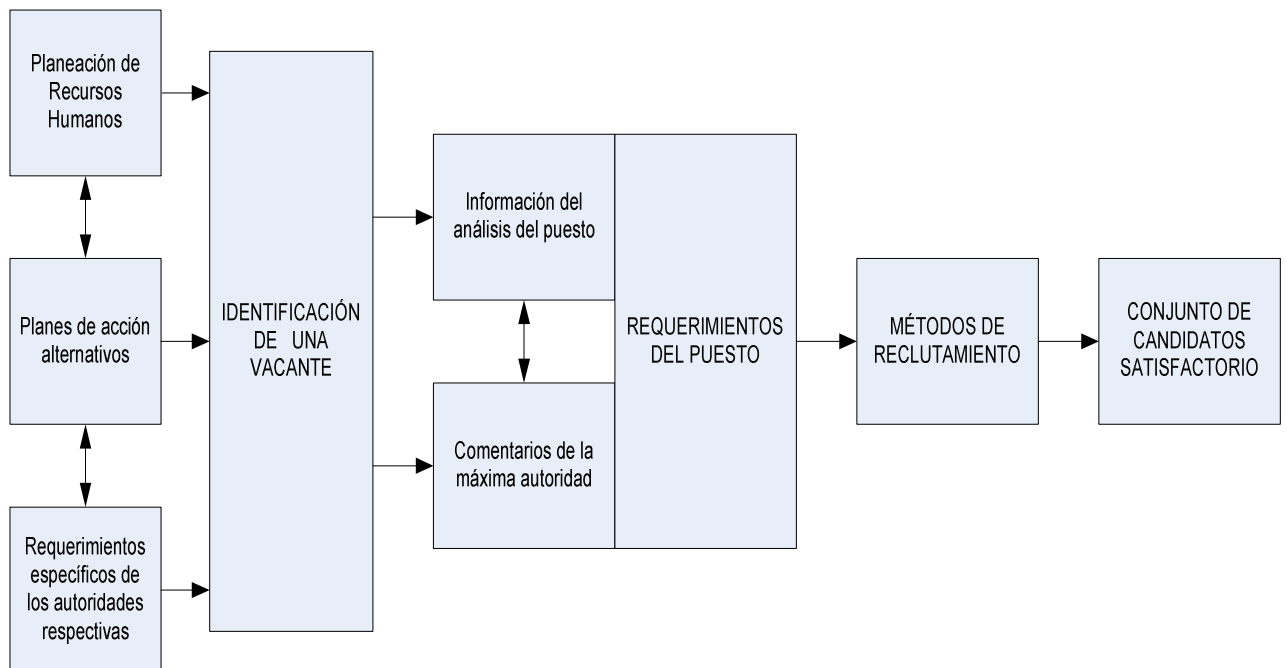 Planeación de
Recursos
Humanos
Planes de acción
alternativos
Requerimientos
específicos de
los autoridades
respectivas
IDENTIFICACIÓN
DE UNA
VACANTE
Información del
análisis del puesto
Comentarios de la
máxima autoridad
REQUERIMIENTOS
DEL PUESTO
MÉTODOS DE
RECLUTAMIENTO
CONJUNTO DE
CANDIDATOS
SATISFACTORIO